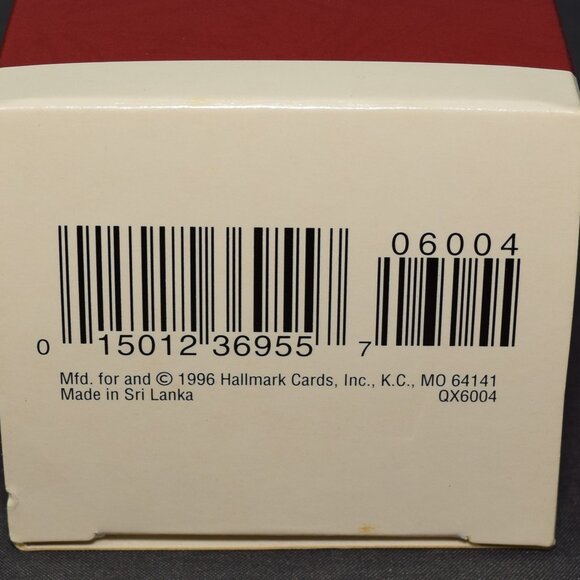 06004
0 15012 36955 7
Mfd. for and © 1996 Hallmark Cards, Inc., K.C., MO 64141
Made in Sri Lanka QX6004